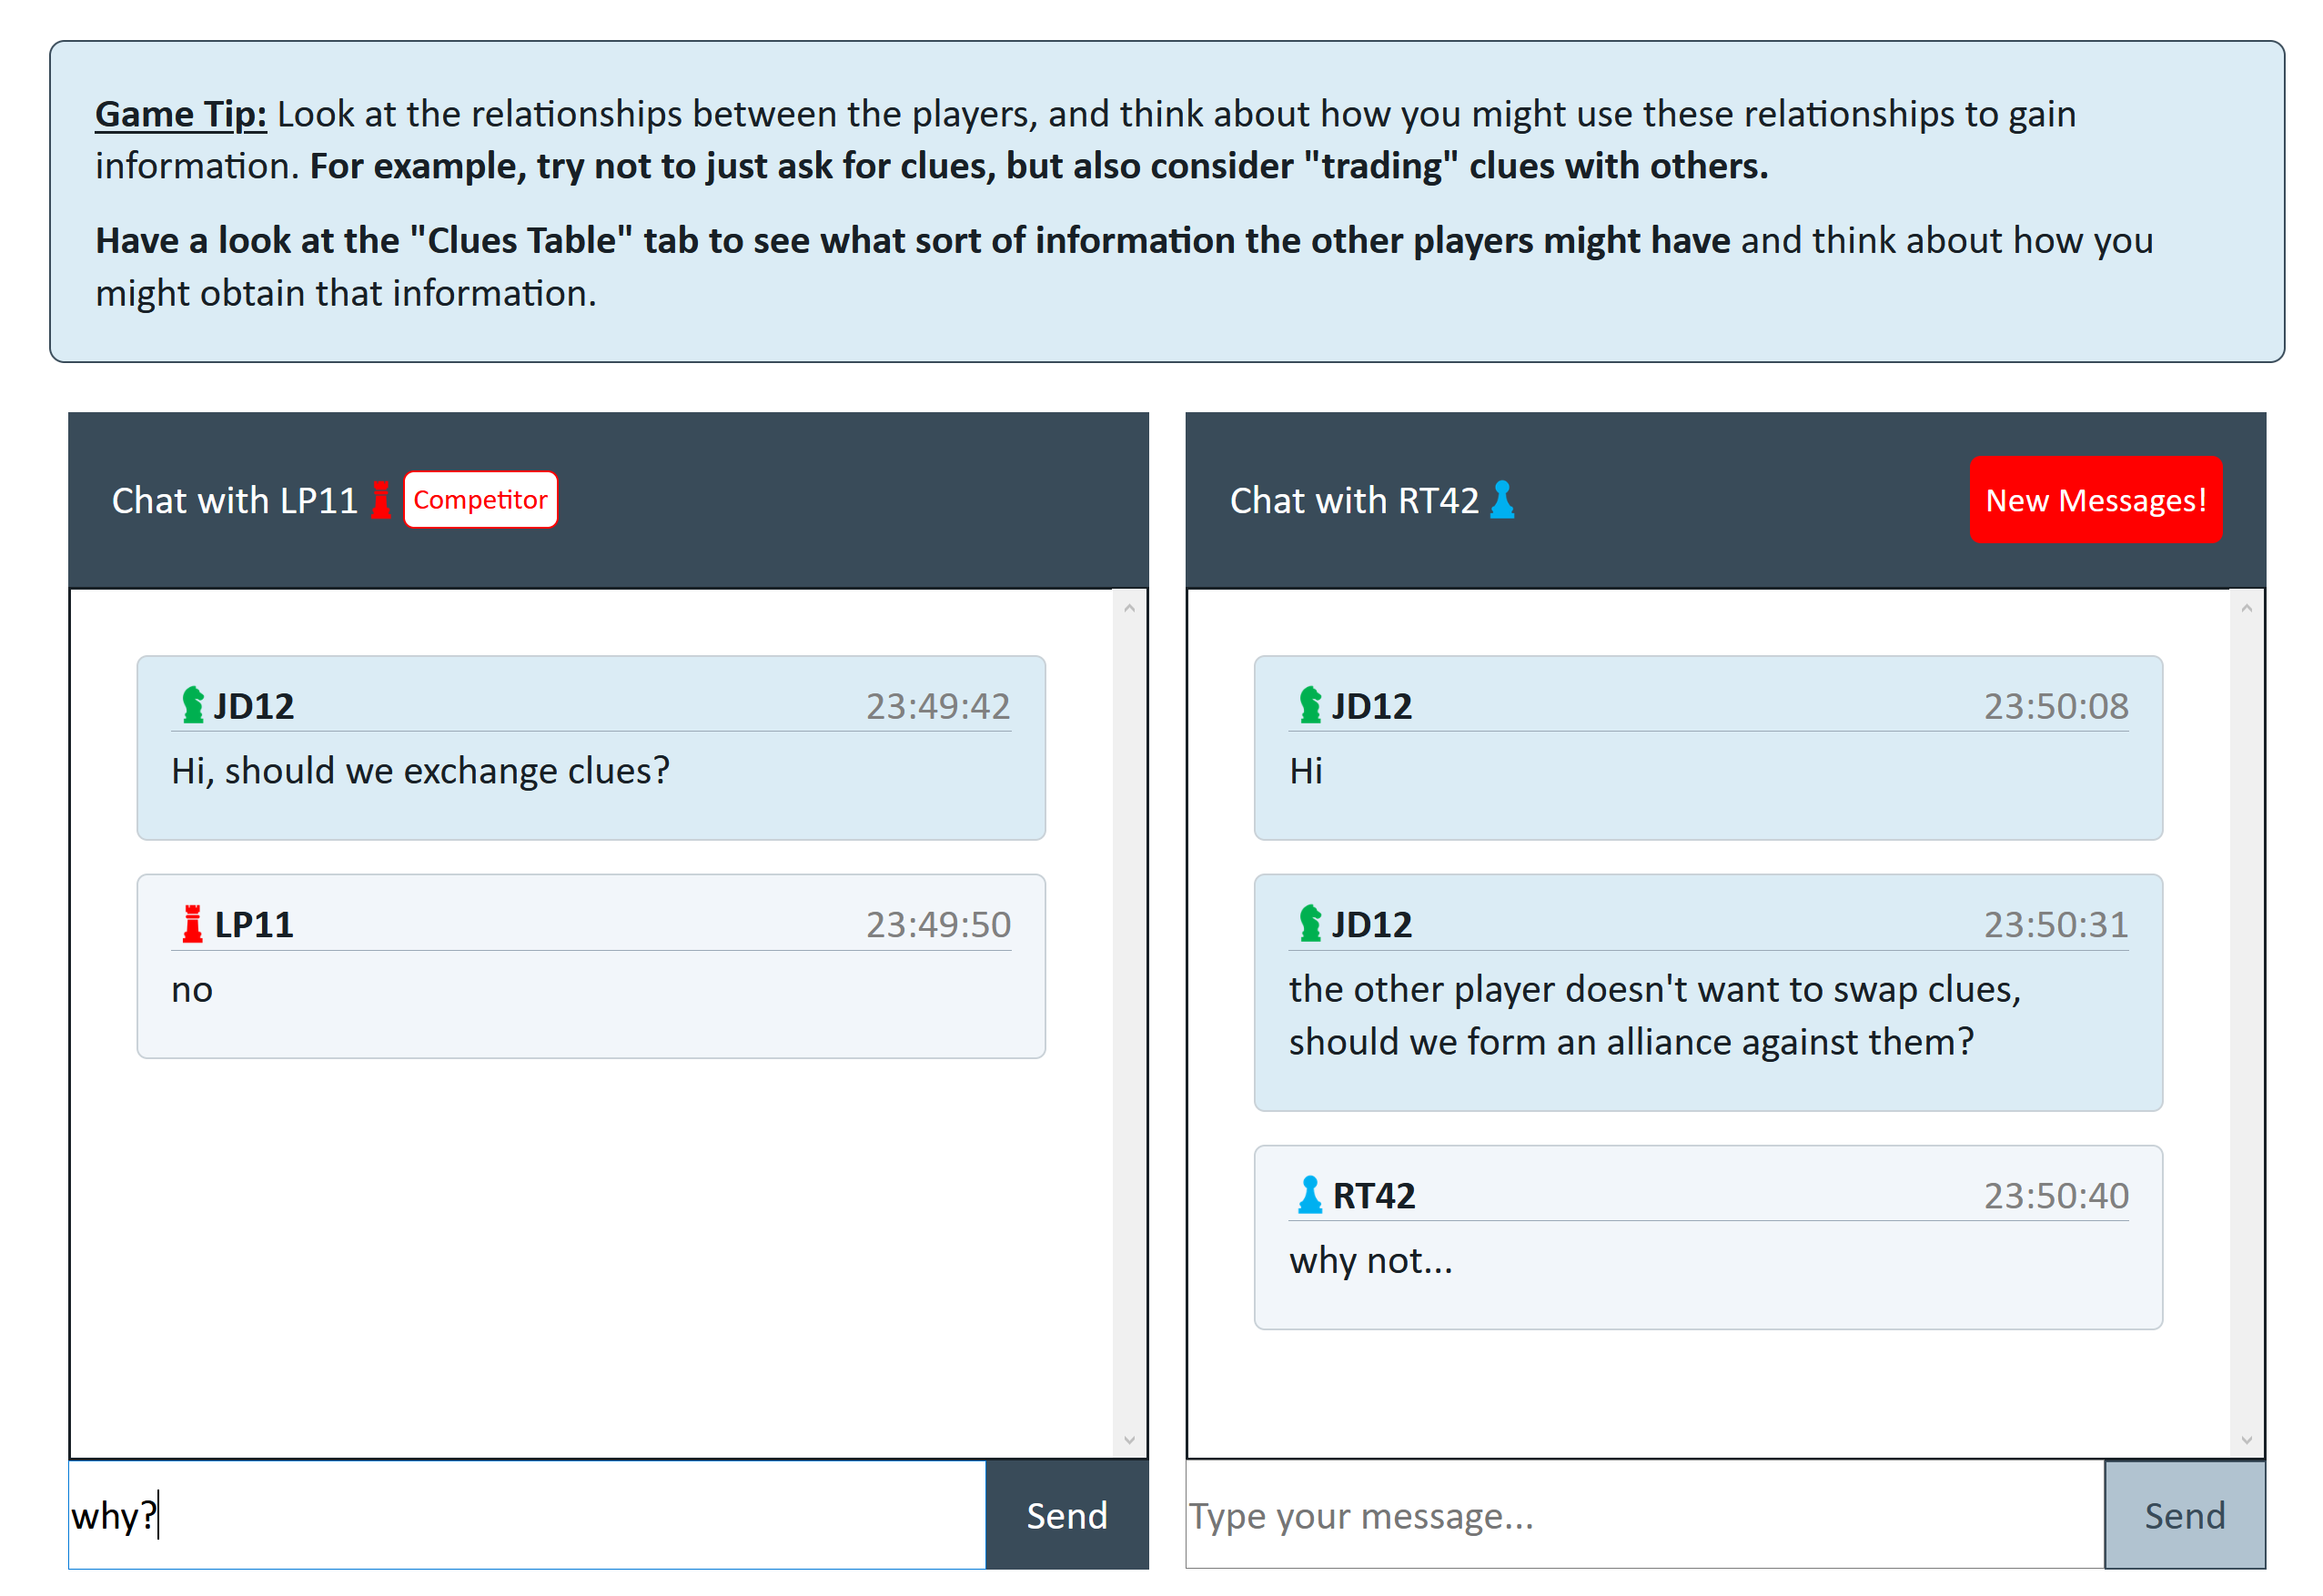 Game Tip: Look at the relationships between the players, and think about how you might use these relationships to gain
information. For example, try not to just ask for clues, but also consider "trading" clues with others.
Have a look at the "Clues Table" tab to see what sort of information the other players might have and think about how you
might obtain that information.
Chat with LP11 Competitor
JD12 23:49:42
Hi, should we exchange clues?
LP11 23:49:50
no
why?
Send
Chat with RT42 New Messages!
JD12 23:50:08
Hi
JD12 23:50:31
the other player doesn't want to swap clues,
should we form an alliance against them?
RT42 23:50:40
why not...
Type your message...
Send